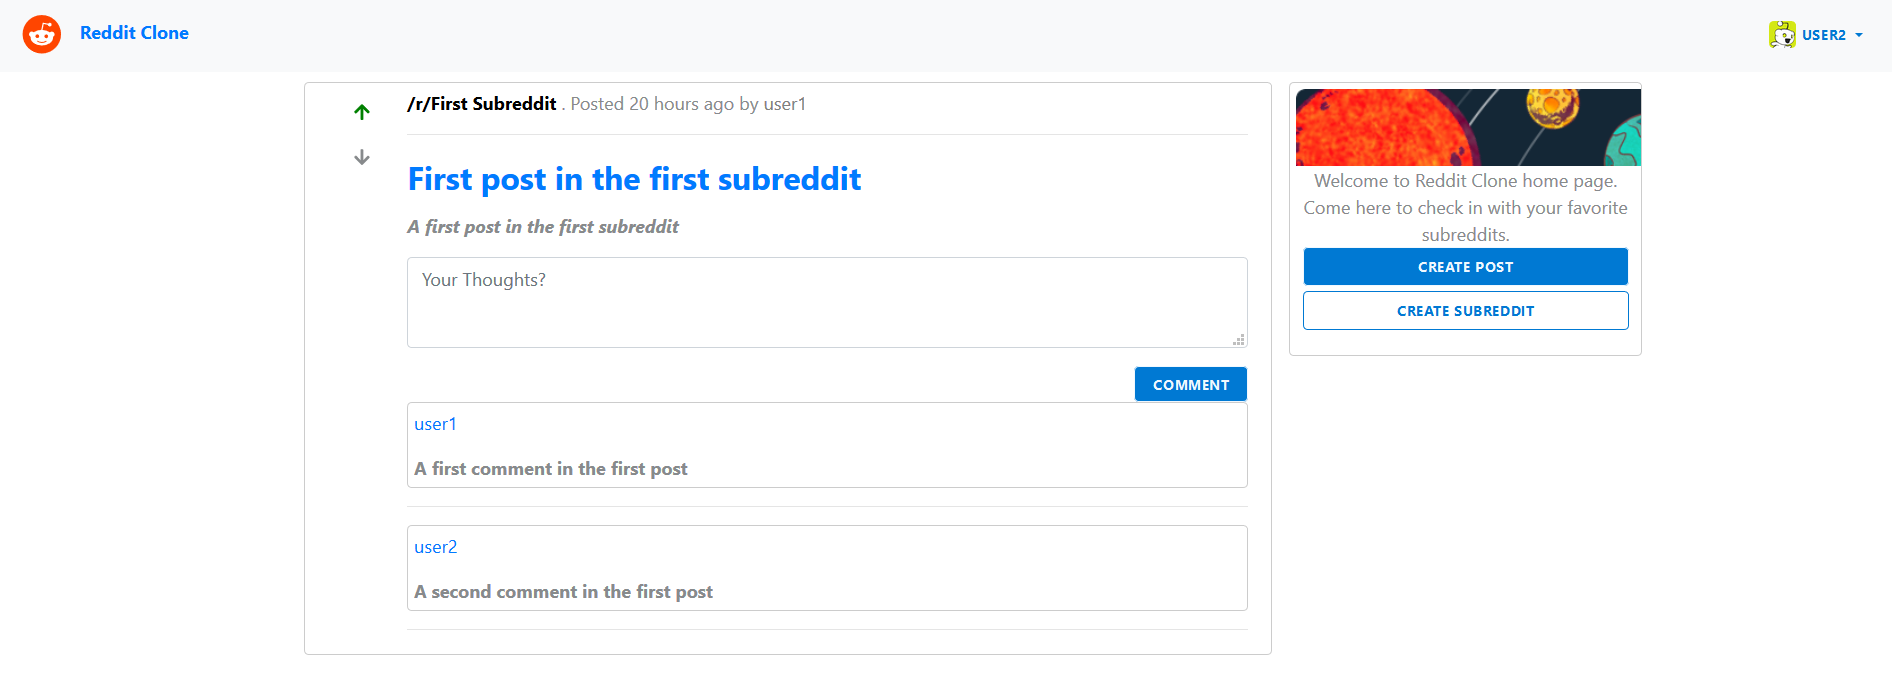 Reddit Clone
USER2
/r/First Subreddit . Posted 20 hours ago by user1
First post in the first subreddit
A first post in the first subreddit
Your Thoughts?
COMMENT
user1
A first comment in the first post
user2
A second comment in the first post
Welcome to Reddit Clone home page.
Come here to check in with your favorite
subreddits.
CREATE POST
CREATE SUBREDDIT